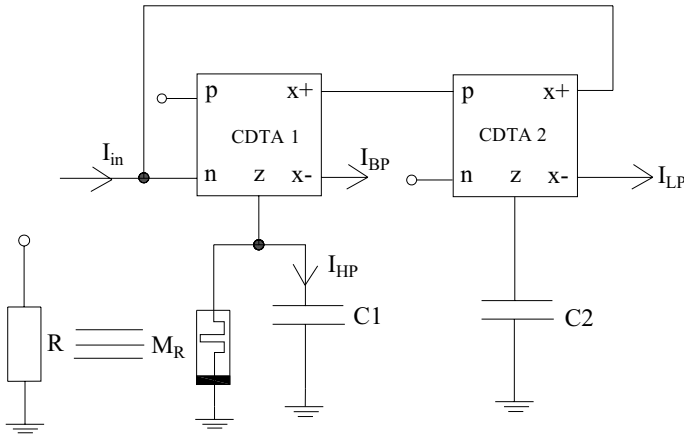 p x+
CDTA 1
n z x-
p x+
CDTA 2
n z x-
I_in
I_BP
I_LP
I_HP
C1
C2
R
M_R